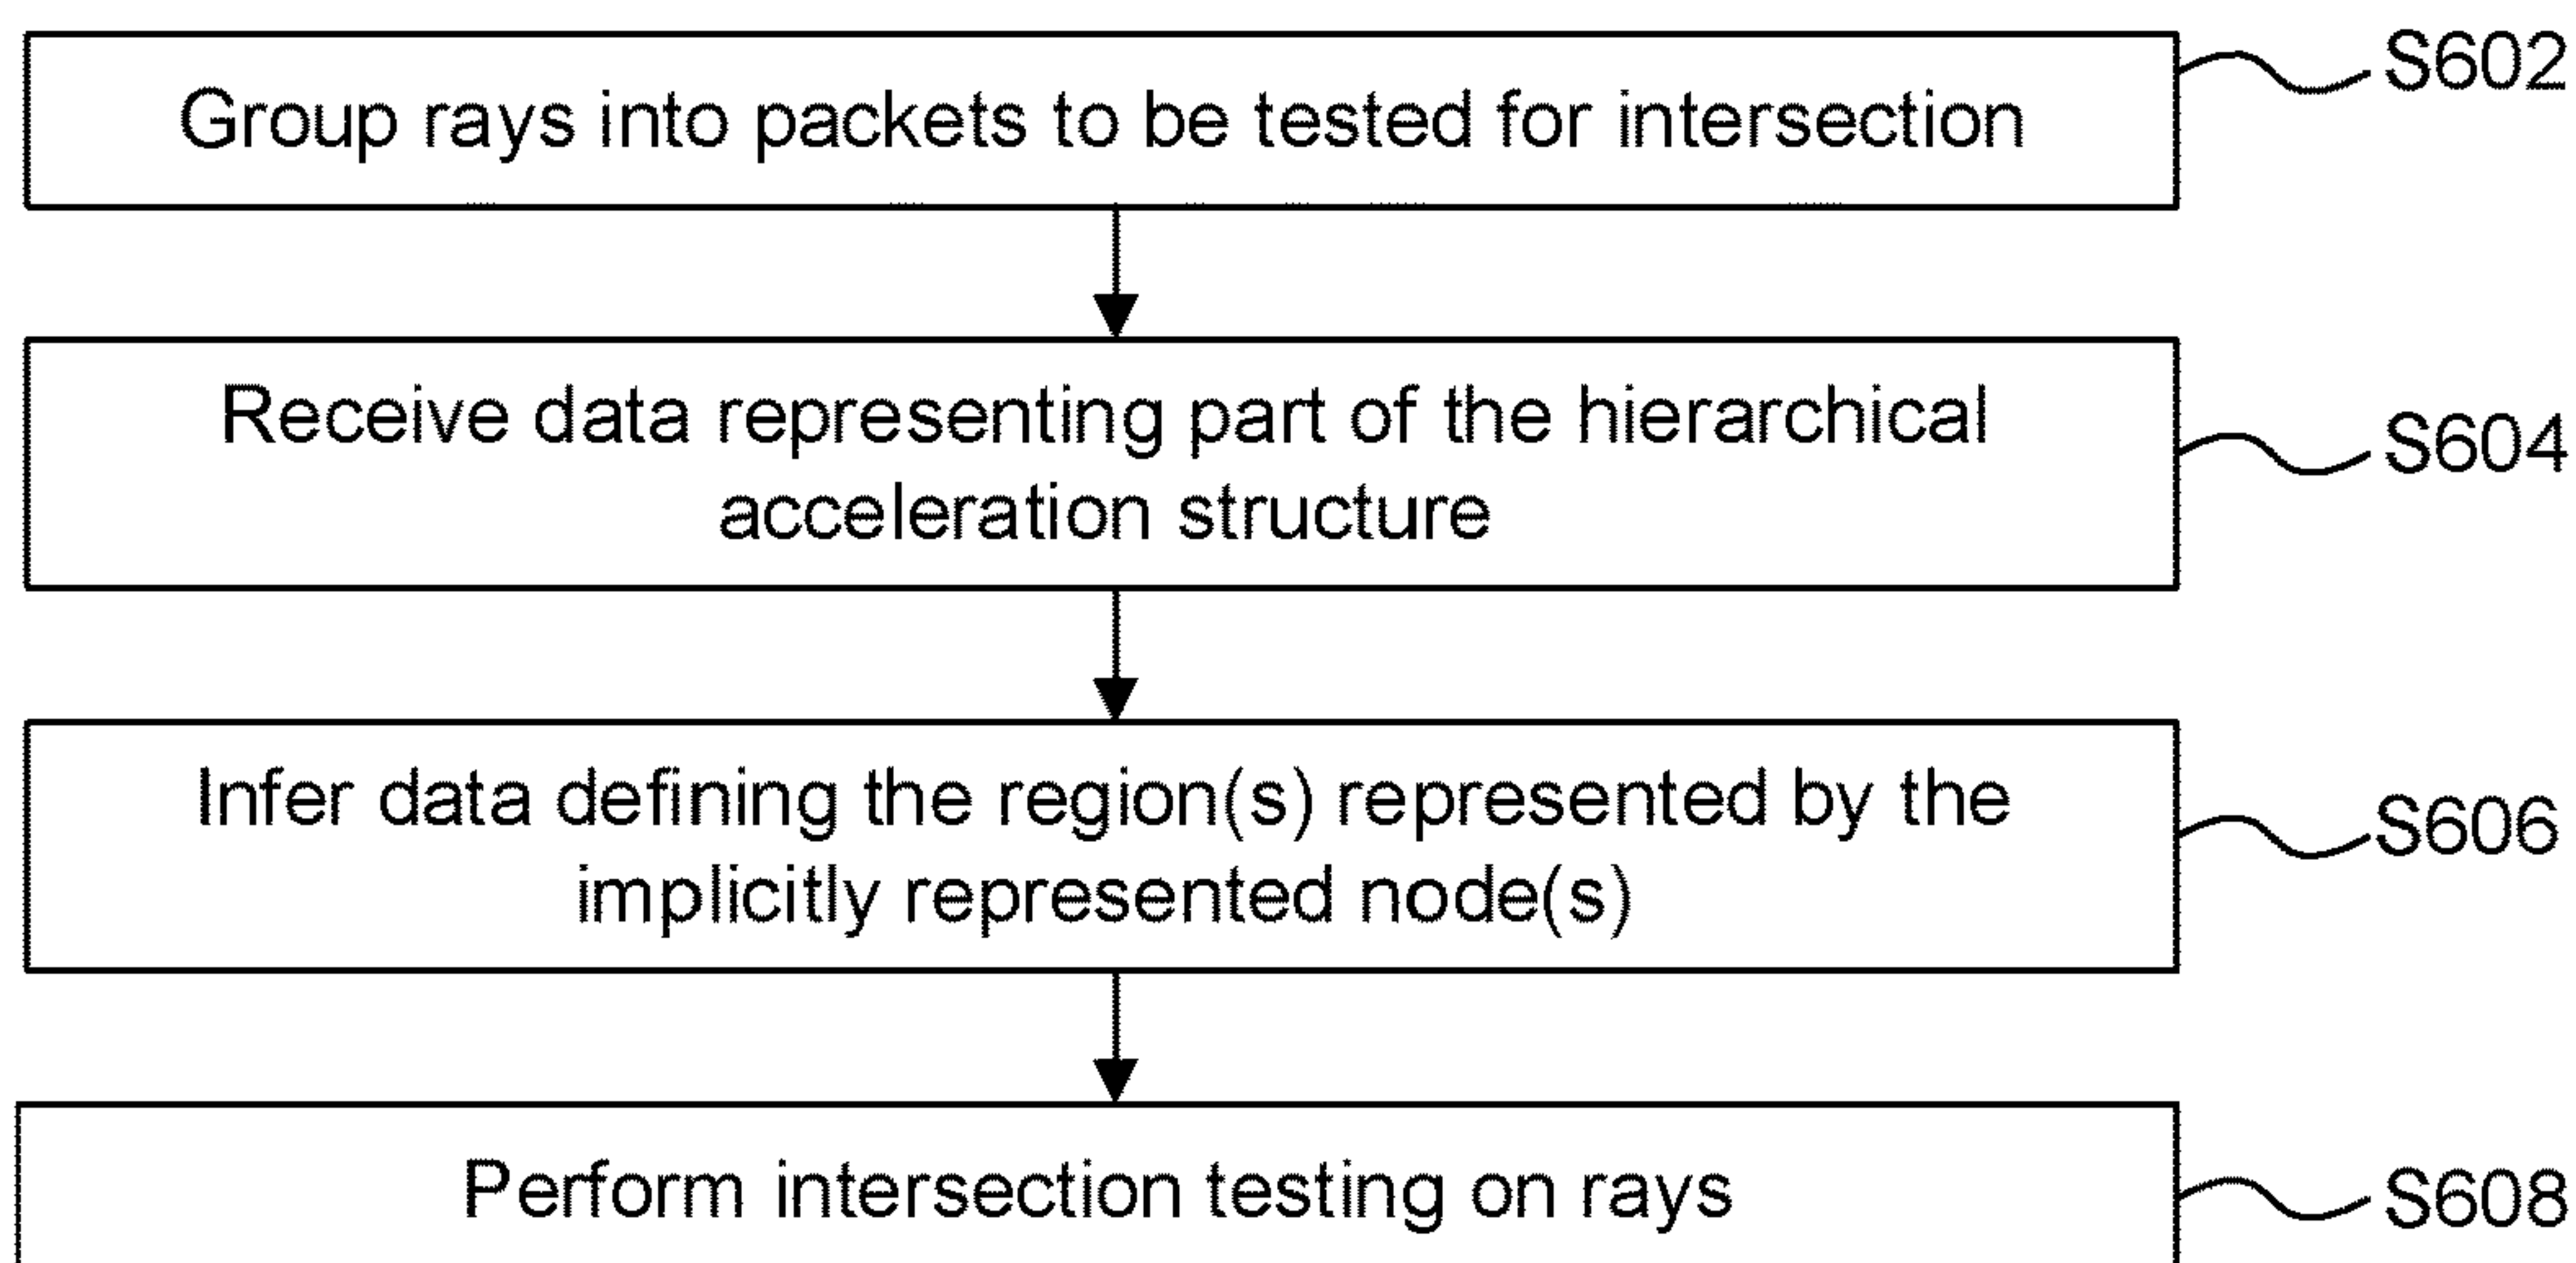 Group rays into packets to be tested for intersection
S602
Receive data representing part of the hierarchical
acceleration structure
S604
Infer data defining the region(s) represented by the
implicitly represented node(s)
S606
Perform intersection testing on rays
S608